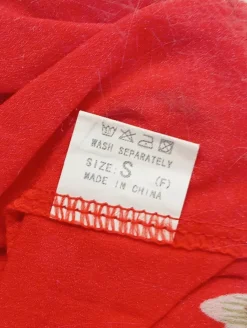 WASH SEPARATELY
SIZE: S (F)
MADE IN CHINA